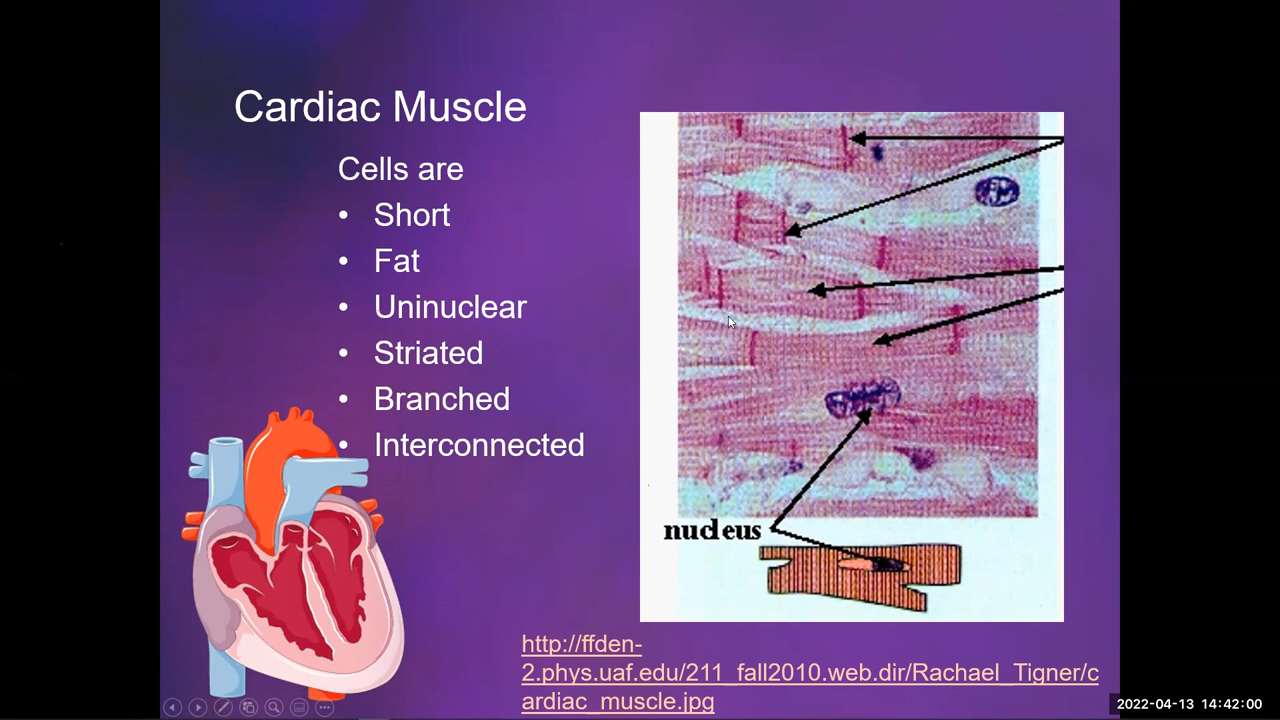 Cardiac Muscle
Cells are
• Short
• Fat
• Uninuclear
• Striated
• Branched
• Interconnected
nucleus
http://ffden-
2.phys.uaf.edu/211_fall2010.web.dir/Rachael_Tigner/c
ardiac_muscle.jpg
2022-04-13 14:42:00